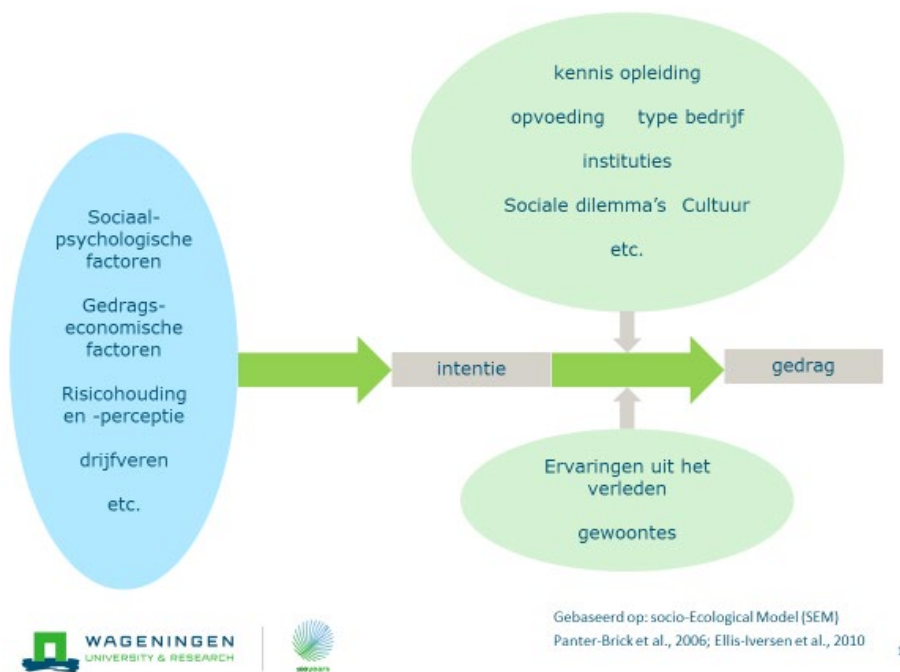 kennis opleiding
opvoeding type bedrijf
instituties
Sociale dilemma's Cultuur
etc.
Sociaal-
psychologische
factoren
Gedrags-
economische
factoren
Risicohouding
en -perceptie
drijfveren
etc.
intentie
gedrag
Ervaringen uit het
verleden
gewoontes
WAGENINGEN
UNIVERSITY & RESEARCH
Gebaseerd op: socio-Ecological Model (SEM)
Panter-Brick et al., 2006; Ellis-Iversen et al., 2010